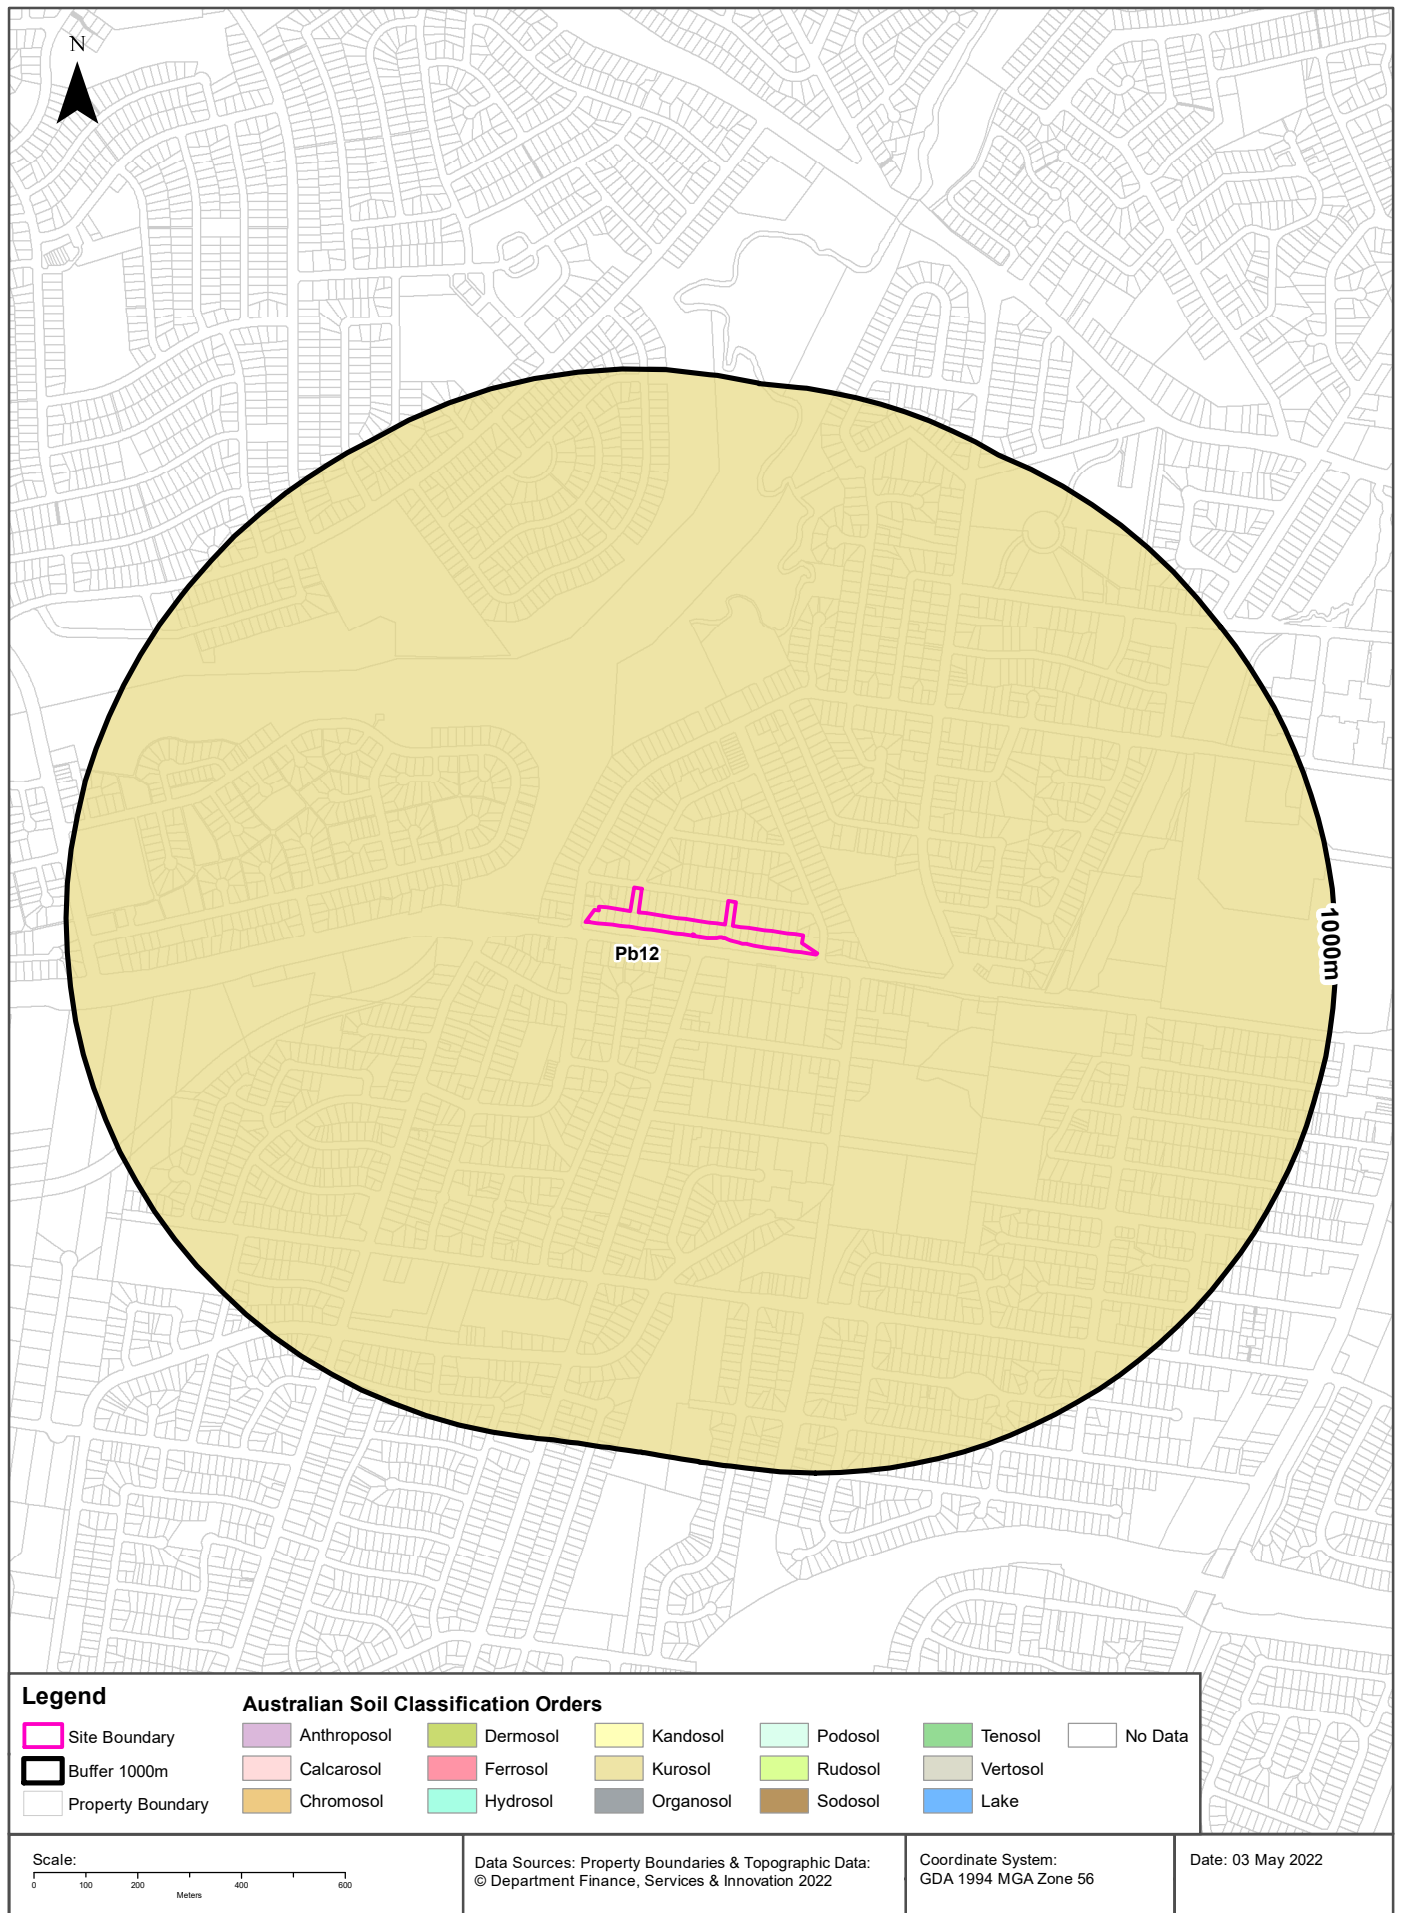 N
1000m
Pb12
Legend
Site Boundary
Buffer 1000m
Property Boundary
Australian Soil Classification Orders
Anthroposol
Calcarosol
Chromosol
Dermosol
Ferrosol
Hydrosol
Kandosol
Kurosol
Organosol
Podosol
Rudosol
Sodosol
Tenosol
Vertosol
Lake
No Data
Scale:
0 100 200 400 600
Meters
Data Sources: Property Boundaries & Topographic Data:
© Department Finance, Services & Innovation 2022
Coordinate System:
GDA 1994 MGA Zone 56
Date: 03 May 2022